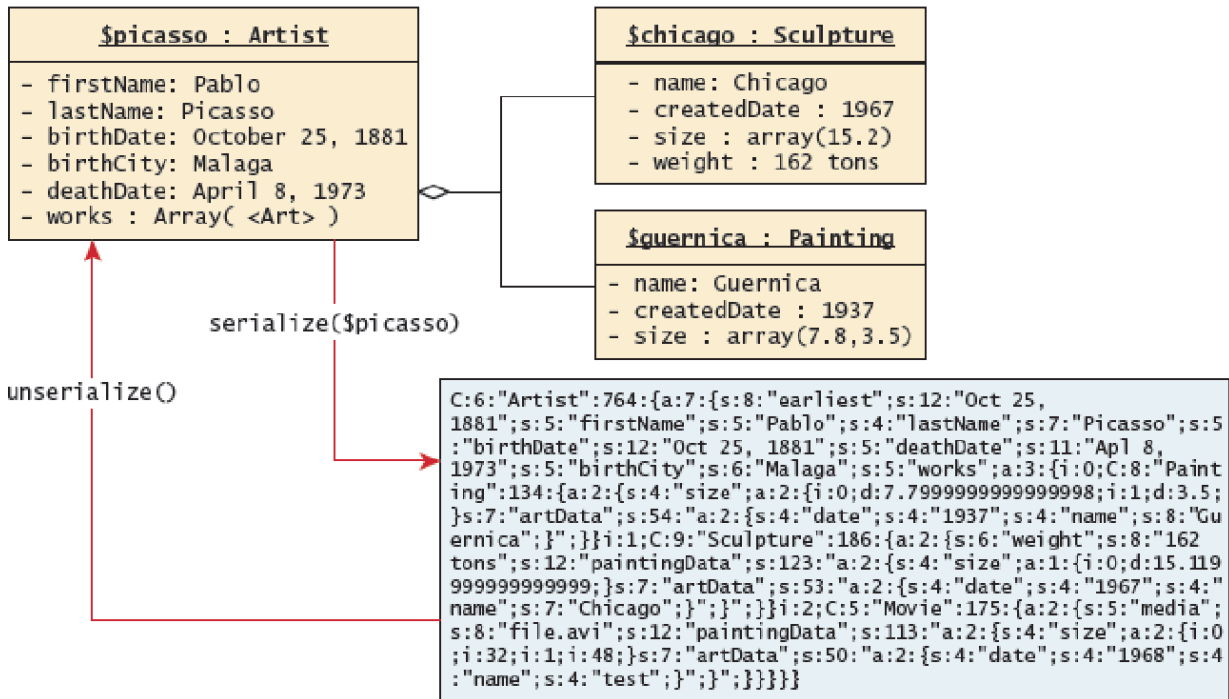 $picasso : Artist
- firstName: Pablo
- lastName: Picasso
- birthDate: October 25, 1881
- birthCity: Malaga
- deathDate: April 8, 1973
- works : Array( <Art> )
$chicago : Sculpture
- name: Chicago
- createdDate : 1967
- size : array(15.2)
- weight : 162 tons
$guernica : Painting
- name: Guernica
- createdDate : 1937
- size : array(7.8,3.5)
serialize($picasso)
unserialize()
C:6:"Artist":764:{a:7:{s:8:"earliest";s:12:"Oct 25,
1881";s:5:"firstName";s:5:"Pablo";s:4:"lastName";s:7:"Picasso";s:5
:"birthDate";s:12:"Oct 25, 1881";s:5:"deathDate";s:11:"Apl 8,
1973";s:5:"birthCity";s:6:"Malaga";s:5:"works";a:3:{i:0;C:8:"Paint
ing":134:{a:2:{s:4:"size";a:2:{i:0;d:7.7999999999999998;i:1;d:3.5;
}s:7:"artData";s:54:"a:2:{s:4:"date";s:4:"1937";s:4:"name";s:8:"Gu
ernica";}";}}i:1;C:9:"Sculpture":186:{a:2:{s:6:"weight";s:8:"162
tons";s:12:"paintingData";s:123:"a:2:{s:4:"size";a:1:{i:0;d:15.119
999999999999;}s:7:"artData";s:53:"a:2:{s:4:"date";s:4:"1967";s:4:"
name";s:7:"Chicago";}";}";}}i:2;C:5:"Movie":175:{a:2:{s:5:"media";
s:8:"file.avi";s:12:"paintingData";s:113:"a:2:{s:4:"size";a:2:{i:0
;i:32;i:1;i:48;}s:7:"artData";s:50:"a:2:{s:4:"date";s:4:"1968";s:4
:"name";s:4:"test";}";}";}}}}}